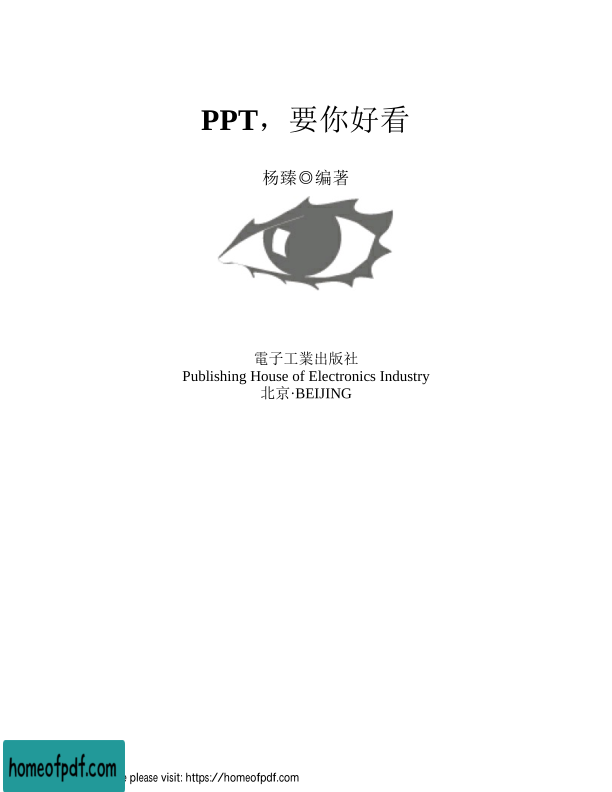 PPT，要你好看
杨臻◎编著
電子工業出版社
Publishing House of Electronics Industry
北京·BEIJING
homeofpdf.com
please visit: https://homeofpdf.com